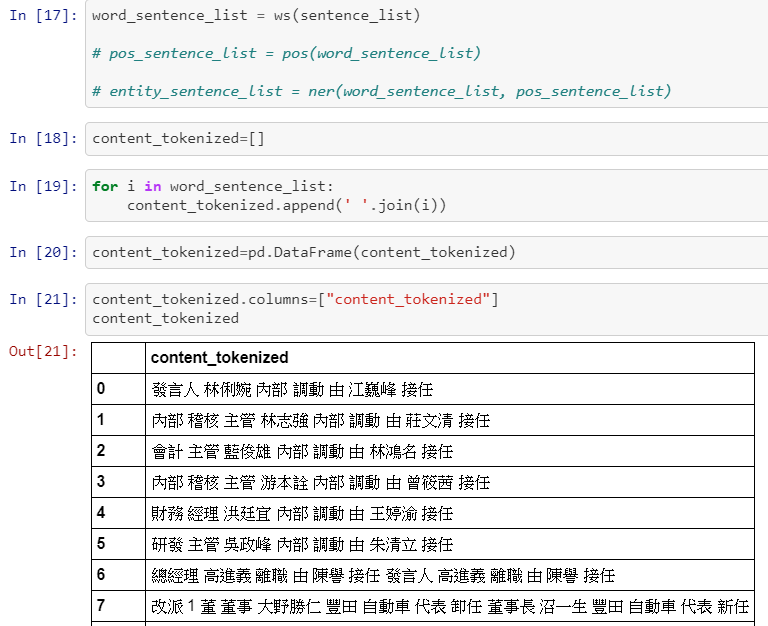 In [17]: word_sentence_list = ws(sentence_list)
# pos_sentence_list = pos(word_sentence_list)
# entity_sentence_list = ner(word_sentence_list, pos_sentence_list)
In [18]: content_tokenized=[]
In [19]: for i in word_sentence_list:
content_tokenized.append(' '.join(i))
In [20]: content_tokenized=pd.DataFrame(content_tokenized)
In [21]: content_tokenized.columns=["content_tokenized"]
content_tokenized
Out[21]:
content_tokenized
0 發言人 林俐婉 內部 調動 由 江巍峰 接任
1 內部 稽核 主管 林志強 內部 調動 由 莊文清 接任
2 會計 主管 藍俊雄 內部 調動 由 林鴻名 接任
3 內部 稽核 主管 游本詮 內部 調動 由 曾筱茜 接任
4 財務 經理 洪廷宜 內部 調動 由 王婷渝 接任
5 研發 主管 吳政峰 內部 調動 由 朱清立 接任
6 總經理 高進義 離職 由 陳譽 接任 發言人 高進義 離職 由 陳譽 接任
7 改派 1 董 董事 大野勝仁 豐田 自動車 代表 卸任 董事長 沼一生 豐田 自動車 代表 新任